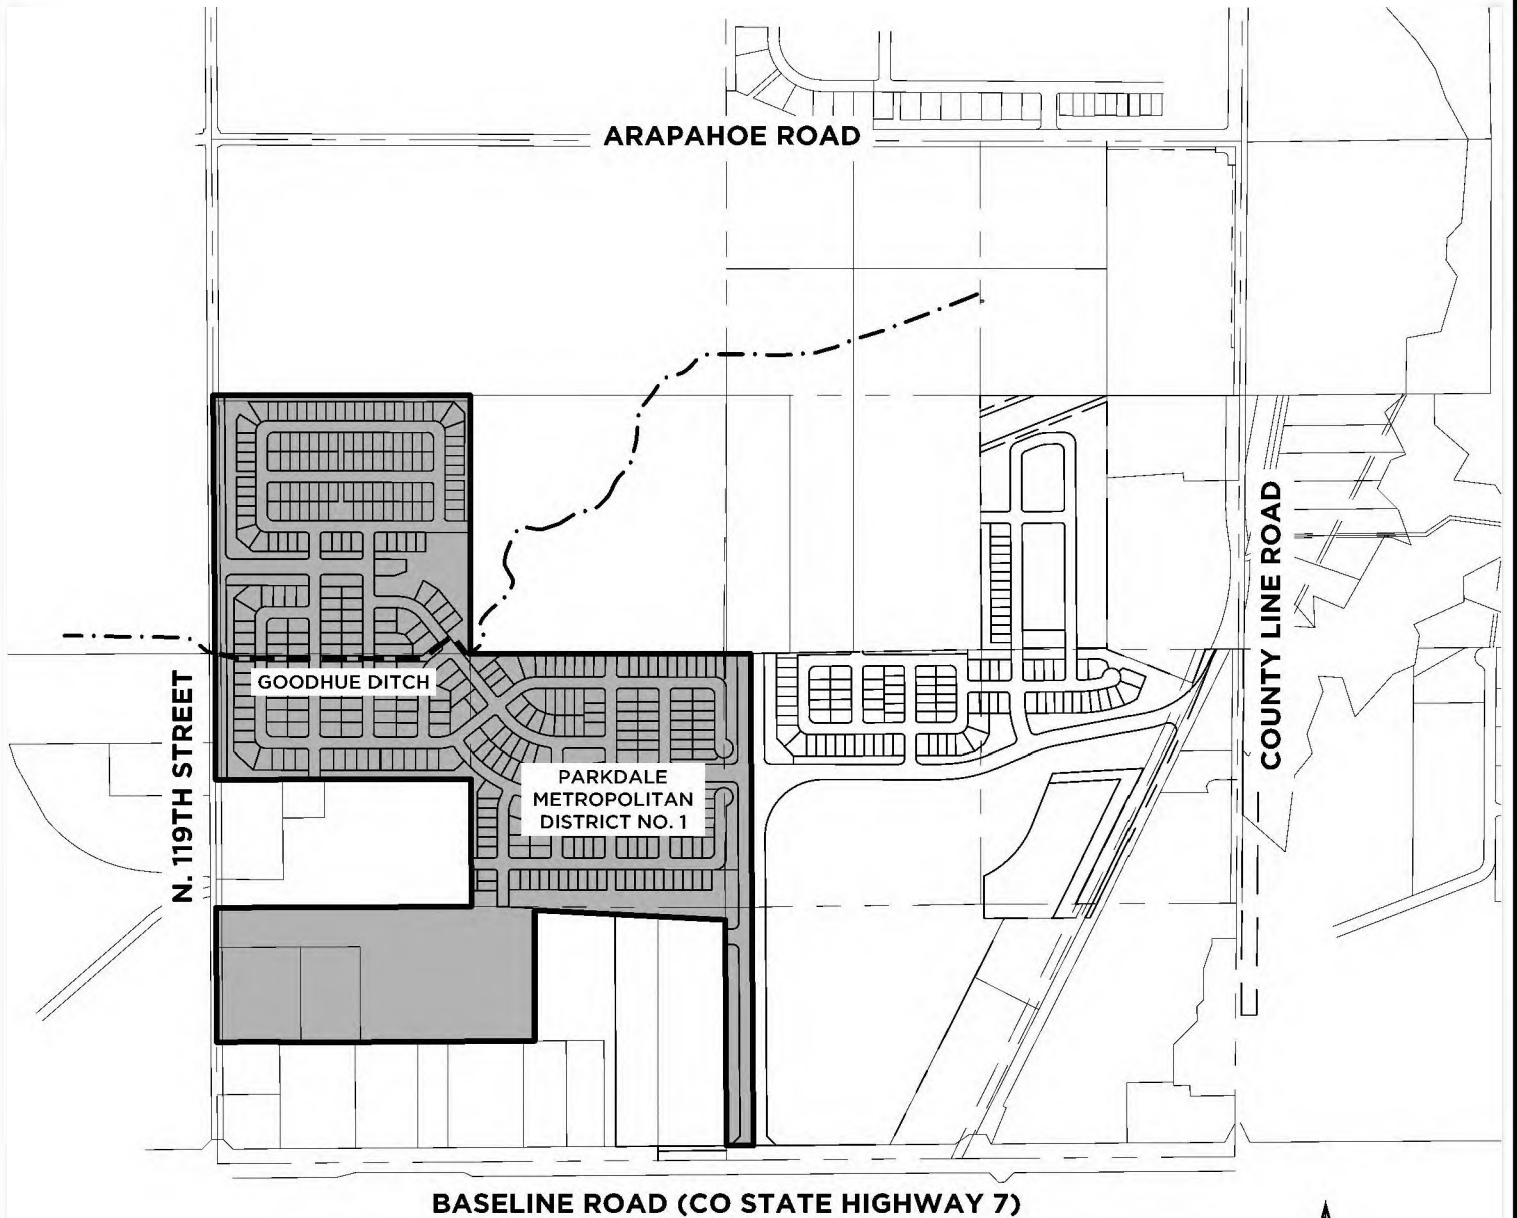 ARAPAHOE ROAD
COUNTY LINE ROAD
GOODHUE DITCH
N. 119TH STREET
PARKDALE
METROPOLITAN
DISTRICT NO. 1
BASELINE ROAD (CO STATE HIGHWAY 7)